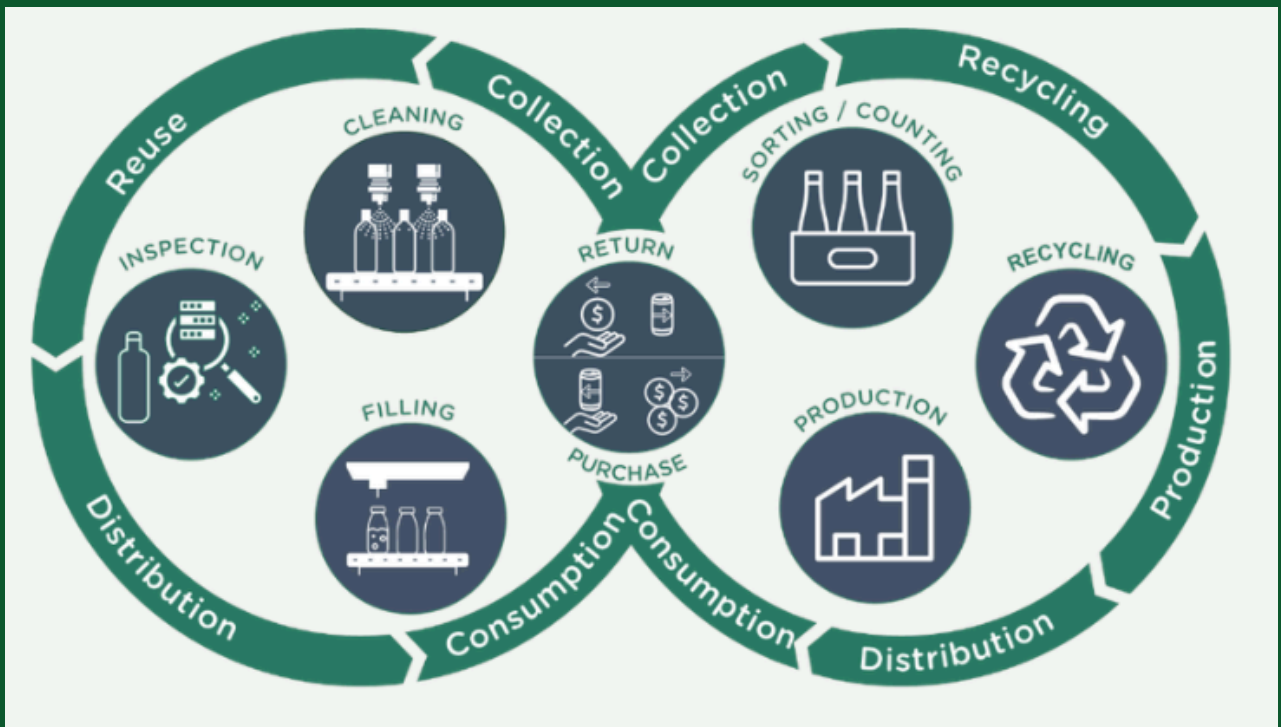 Reuse
Collection
Collection
Recycling
CLEANING
SORTING / COUNTING
INSPECTION
RETURN
RECYCLING
$
$
$
$
FILLING
PURCHASE
PRODUCTION
Production
Distribution
Consumption
Consumption
Distribution